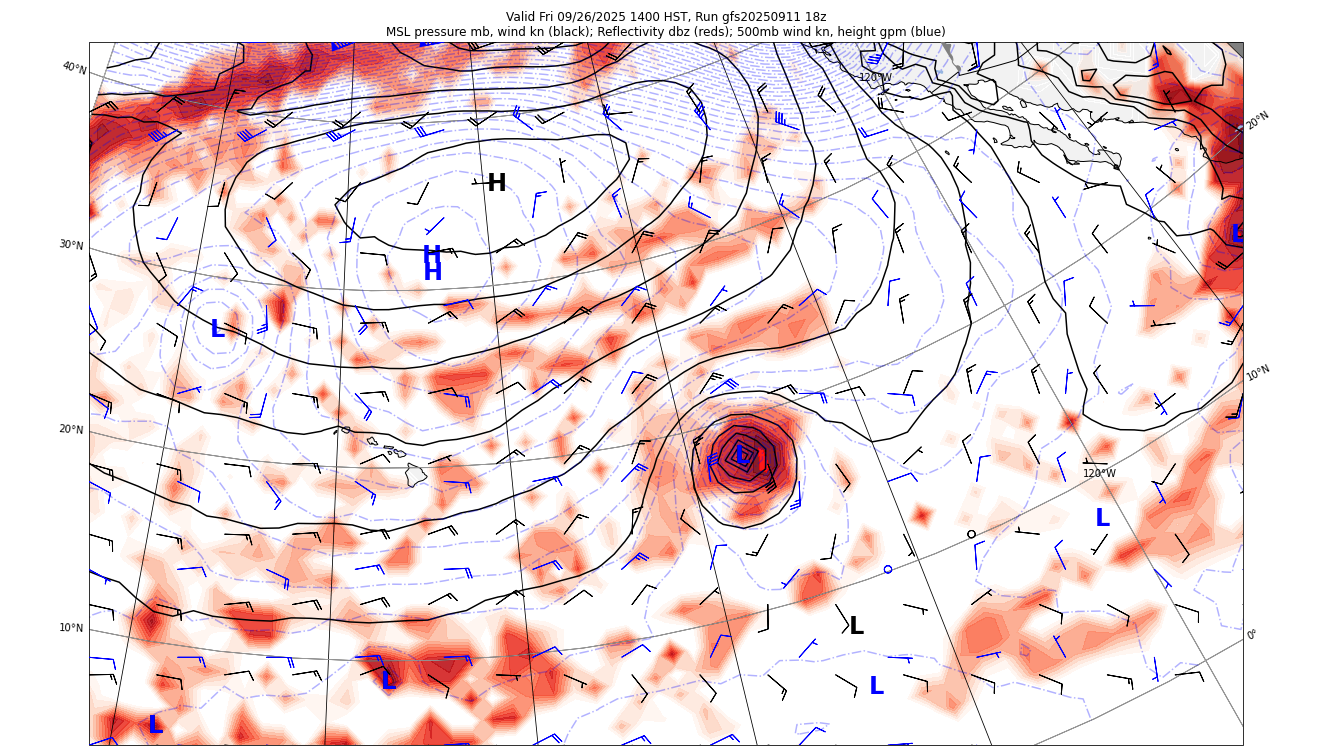 Valid Fri 09/26/2025 1400 HST, Run gfs20250911 18z
MSL pressure mb, wind kn (black); Reflectivity dbz (reds); 500mb wind kn, height gpm (blue)
40°N
120°W
20°N
H
30°N
L
H
H
L
10°N
20°N
L
120°W
L
10°N
L
0°
L
L
L